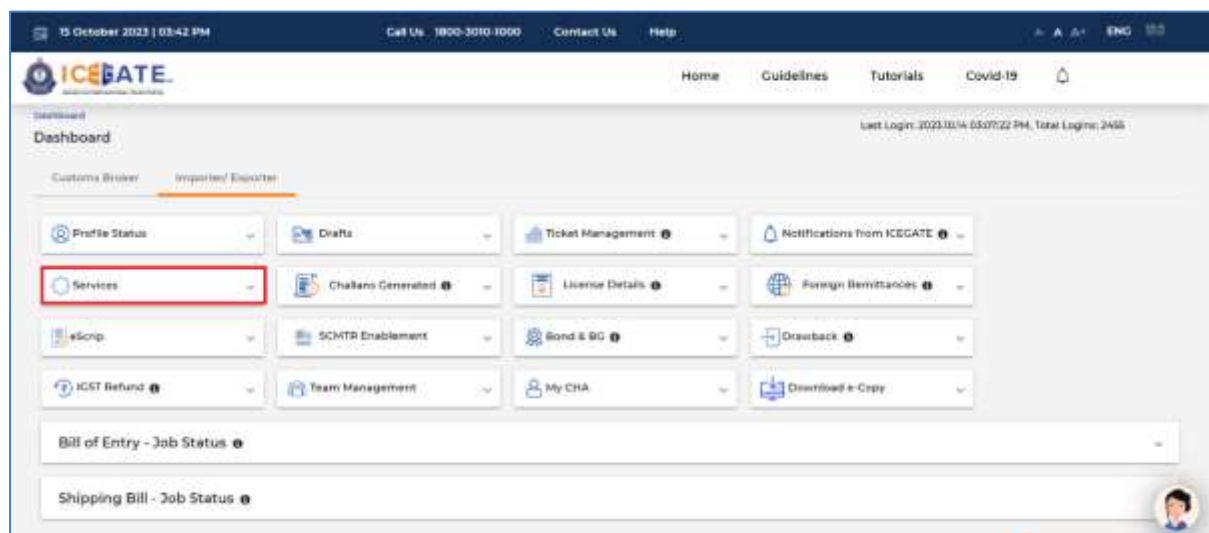 15 October 2023 | 03:42 PM Call Us 1800-3010-1000 Contact Us Help A A A+ ENG
ICEGATE Home Guidelines Tutorials Covid-19
Dashboard
Dashboard Last Login: 2023.10.14 03:07:22 PM, Total Logins: 2455
Customs Broker Importer/ Exporter
Profile Status Drafts Ticket Management Notifications from ICEGATE
Services Challans Generated License Details Foreign Remittances
eScrip SCMTR Enablement Bond & BG Drawback
IGST Refund Team Management My CHA Download e-Copy
Bill of Entry - Job Status
Shipping Bill - Job Status